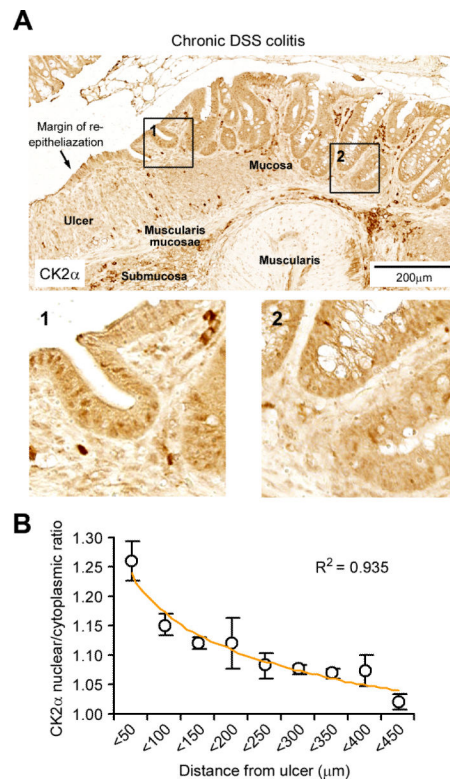 A
Chronic DSS colitis
Margin of re-
epitheliazation
1
2
Mucosa
Ulcer
Muscularis
mucosae
CK2α
Submucosa
Muscularis
200μm
1
2
B
CK2α nuclear/cytoplasmic ratio
1.30
1.25
1.20
1.15
1.10
1.05
1.00
R² = 0.935
<50
<100
<150
<200
<250
<300
<350
<400
<450
Distance from ulcer (μm)